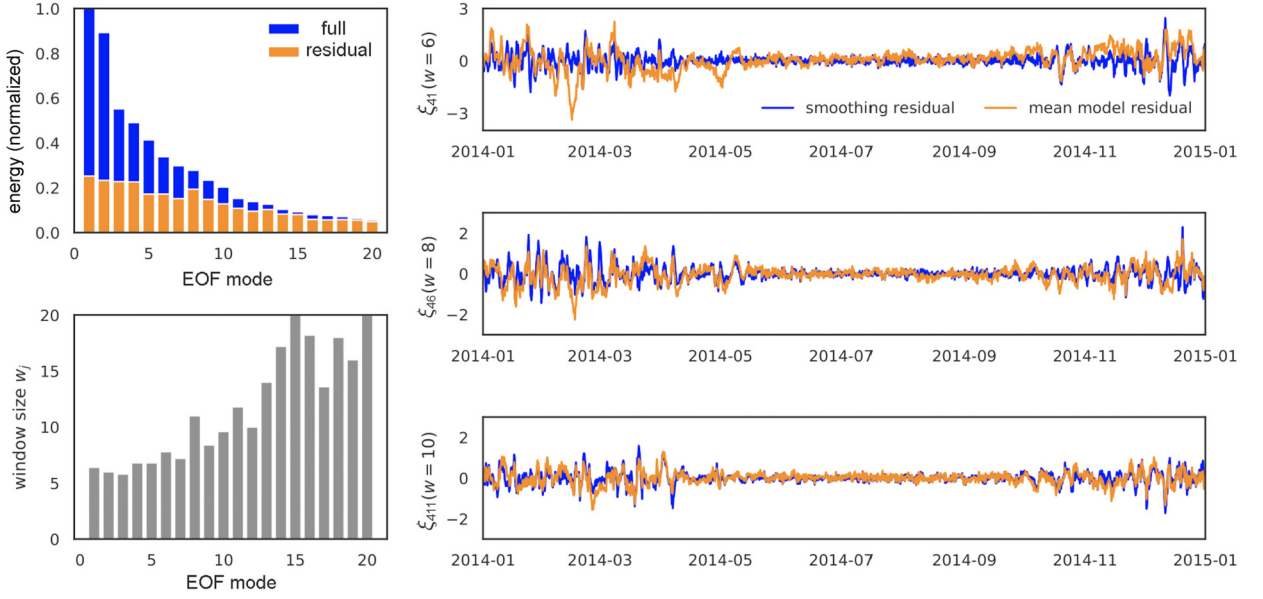 1.0
0.8
0.6
0.4
0.2
0.0
energy (normalized)
full
residual
0 5 10 15 20
EOF mode
20
15
10
5
0
window size wj
0 5 10 15 20
EOF mode
3
0
−3
ξ41(w = 6)
smoothing residual mean model residual
2014-01 2014-03 2014-05 2014-07 2014-09 2014-11 2015-01
2
0
−2
ξ46(w = 8)
2014-01 2014-03 2014-05 2014-07 2014-09 2014-11 2015-01
2
0
−2
ξ411(w = 10)
2014-01 2014-03 2014-05 2014-07 2014-09 2014-11 2015-01